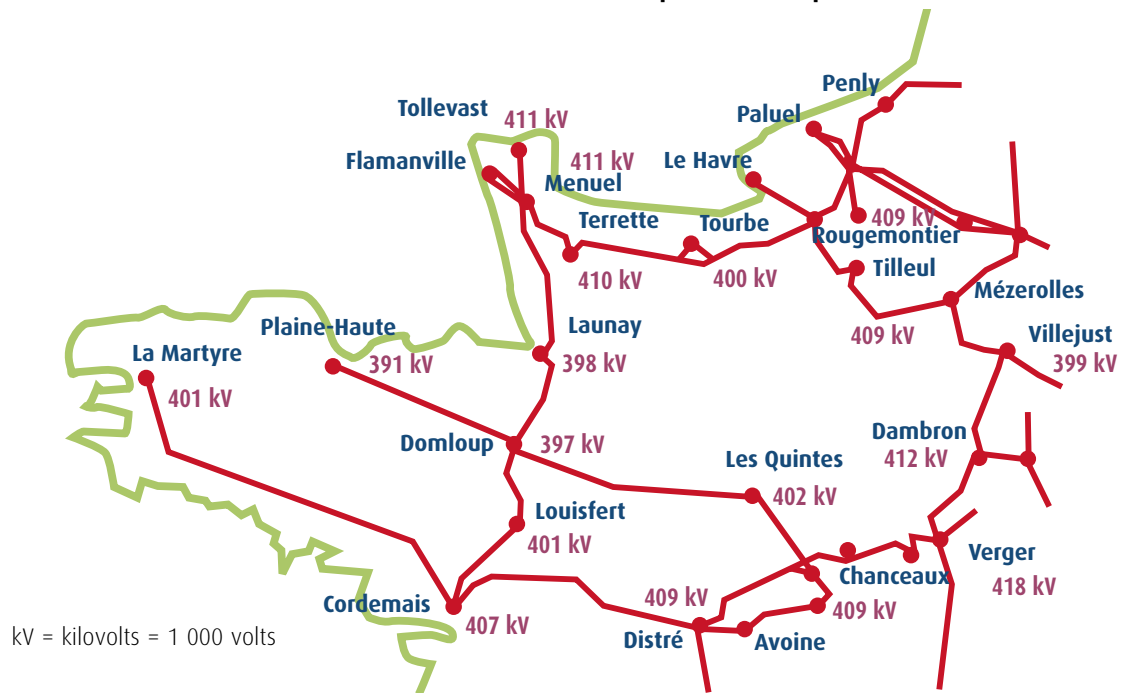 Penly
Tollevast
Paluel
411 kV
Flamanville
411 kV
Le Havre
Menuel
Terrette
Tourbe
409 kV
Rougemontier
Tilleul
410 kV
400 kV
Mézerolles
Plaine-Haute
Launay
409 kV
Villejust
La Martyre
391 kV
398 kV
399 kV
401 kV
Dambron
Domloup
397 kV
Les Quintes
412 kV
402 kV
Louisfert
401 kV
Verger
Chanceaux
418 kV
Cordemais
409 kV
409 kV
407 kV
kV = kilovolts = 1 000 volts
Distré
Avoine